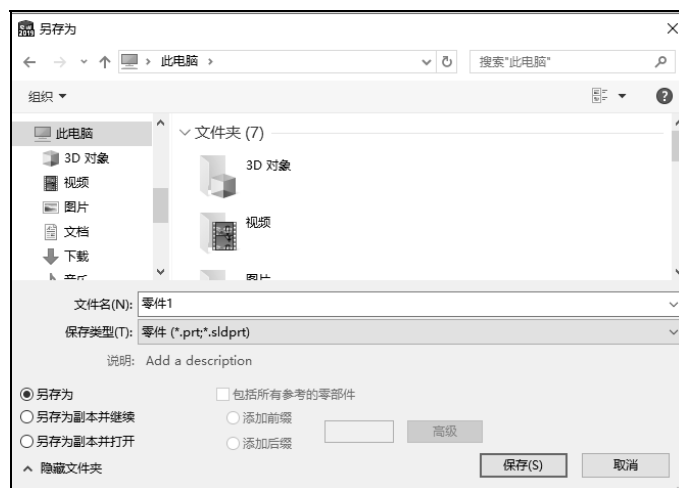 另存为
此电脑
搜索"此电脑"
组织
此电脑
3D 对象
视频
图片
文档
下载
文件夹 (7)
3D 对象
视频
文件名(N): 零件1
保存类型(T): 零件 (*.prt;*.sldprt)
说明: Add a description
另存为
包括所有参考的零部件
另存为副本并继续
添加前缀
高级
另存为副本并打开
添加后缀
隐藏文件夹
保存(S)
取消